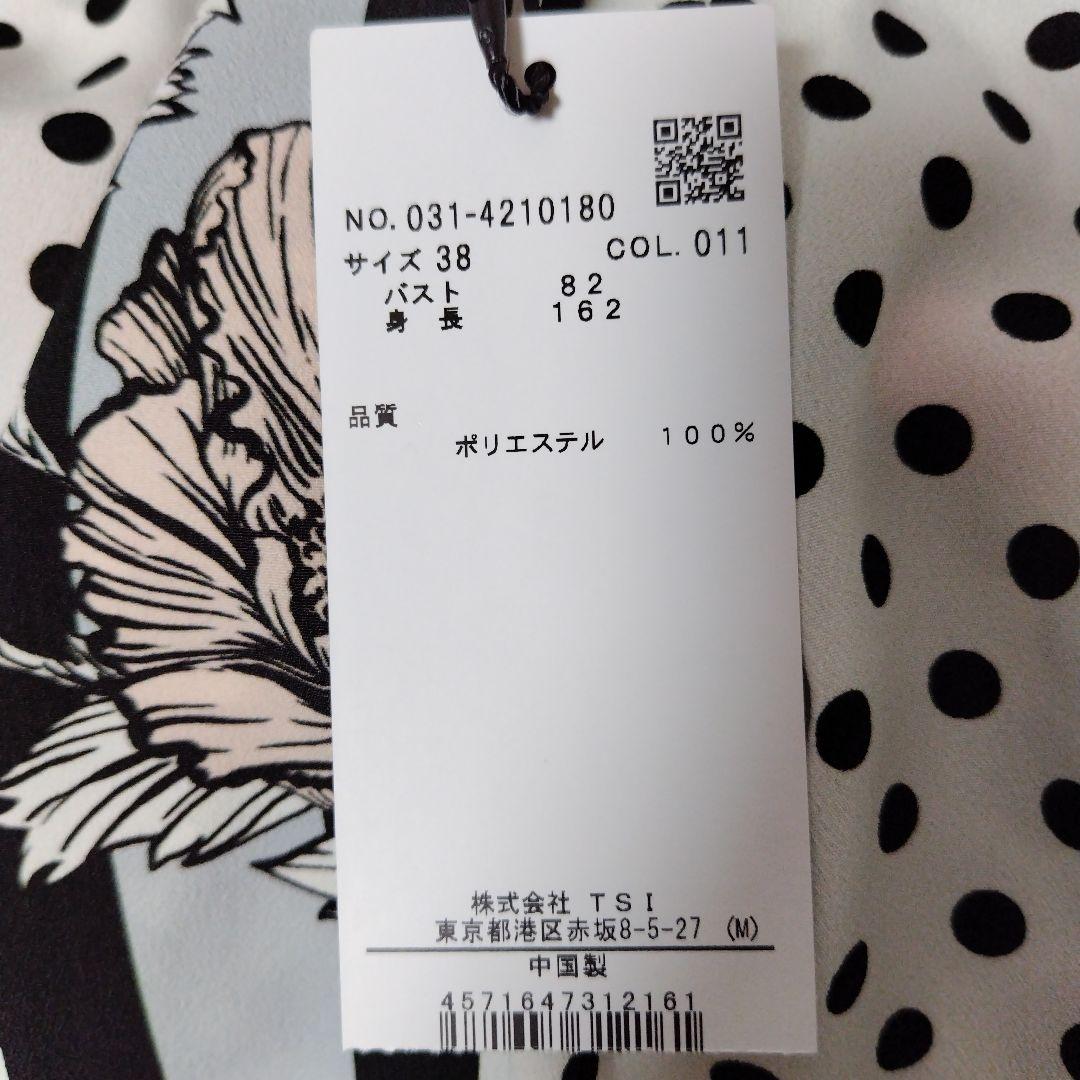 NO. 031-4210180
サイズ 38 COL. 011
バスト 82
身長 162
品質
ポリエステル 100%
株式会社 TSI
東京都港区赤坂8-5-27 (M)
中国製
4571647312161